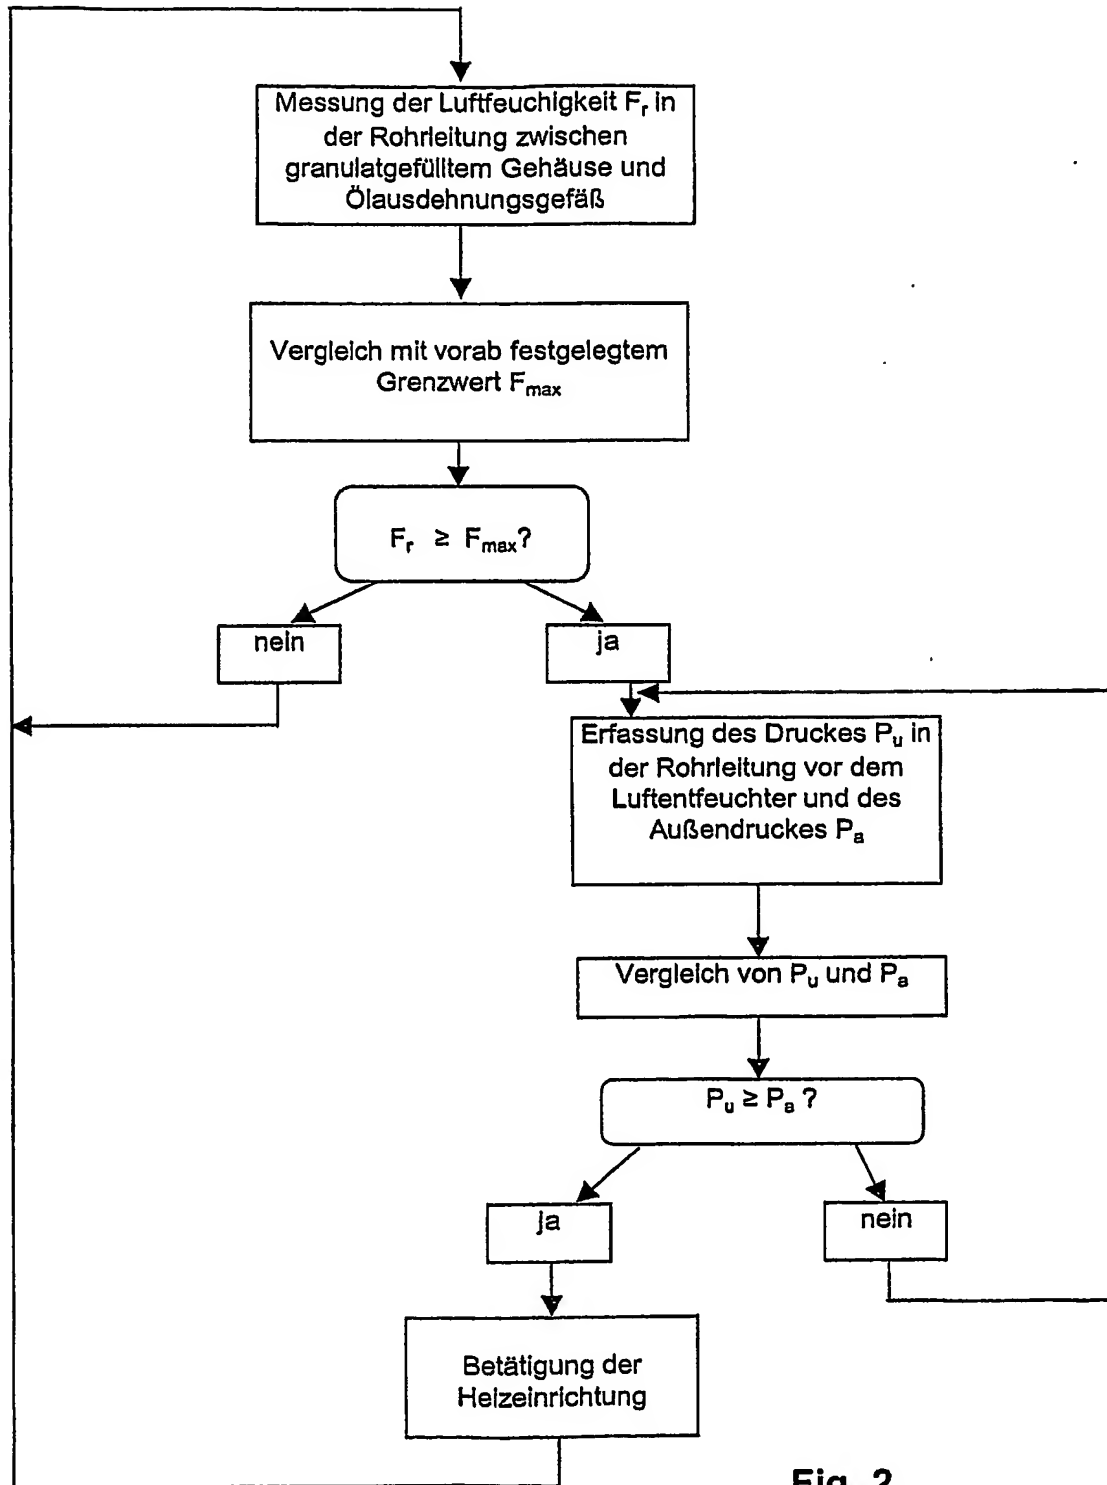 Messung der Luftfeuchigkeit Fr in
der Rohrleitung zwischen
granulatgefülltem Gehäuse und
Ölausdehnungsgefäß
Vergleich mit vorab festgelegtem
Grenzwert Fmax
Fr ≥ Fmax?
nein
ja
Erfassung des Druckes Pu in
der Rohrleitung vor dem
Luftentfeuchter und des
Außendruckes Pa
Vergleich von Pu und Pa
Pu ≥ Pa ?
ja
nein
Betätigung der
Heizeinrichtung
Fig. 2